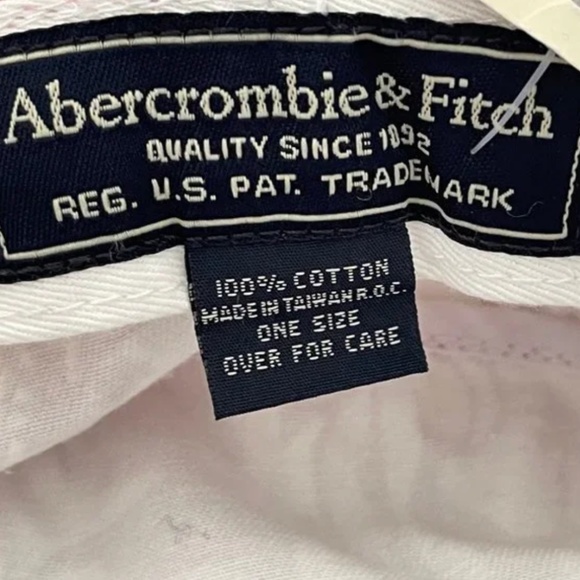 Abercrombie & Fitch
QUALITY SINCE 1892
REG. U.S. PAT. TRADEMARK
100% COTTON
MADE IN TAIWAN R.O.C.
ONE SIZE
OVER FOR CARE